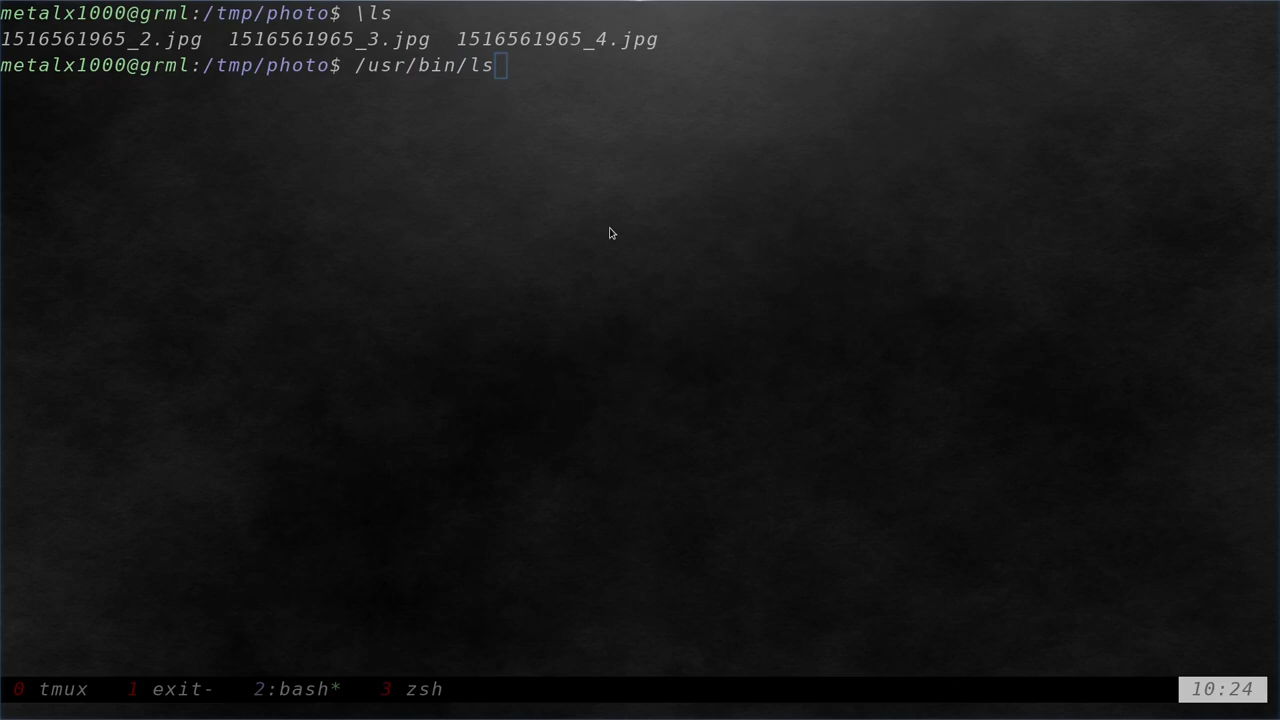 metalx1000@grml:/tmp/photo$ \ls
1516561965_2.jpg  1516561965_3.jpg  1516561965_4.jpg
metalx1000@grml:/tmp/photo$ /usr/bin/ls
0 tmux   1 exit-   2:bash*   3 zsh   10:24